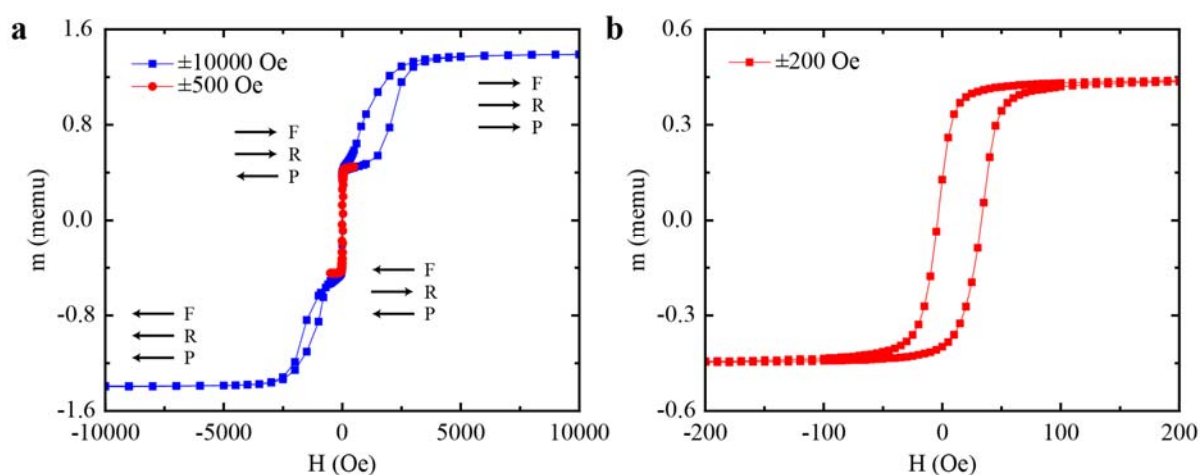 a
1.6
0.8
0.0
-0.8
-1.6
m (memu)
±10000 Oe
±500 Oe
F
R
P
F
R
P
F
R
P
F
R
P
-10000
-5000
0
5000
10000
H (Oe)
b
0.6
0.3
0.0
-0.3
-0.6
m (memu)
±200 Oe
-200
-100
0
100
200
H (Oe)